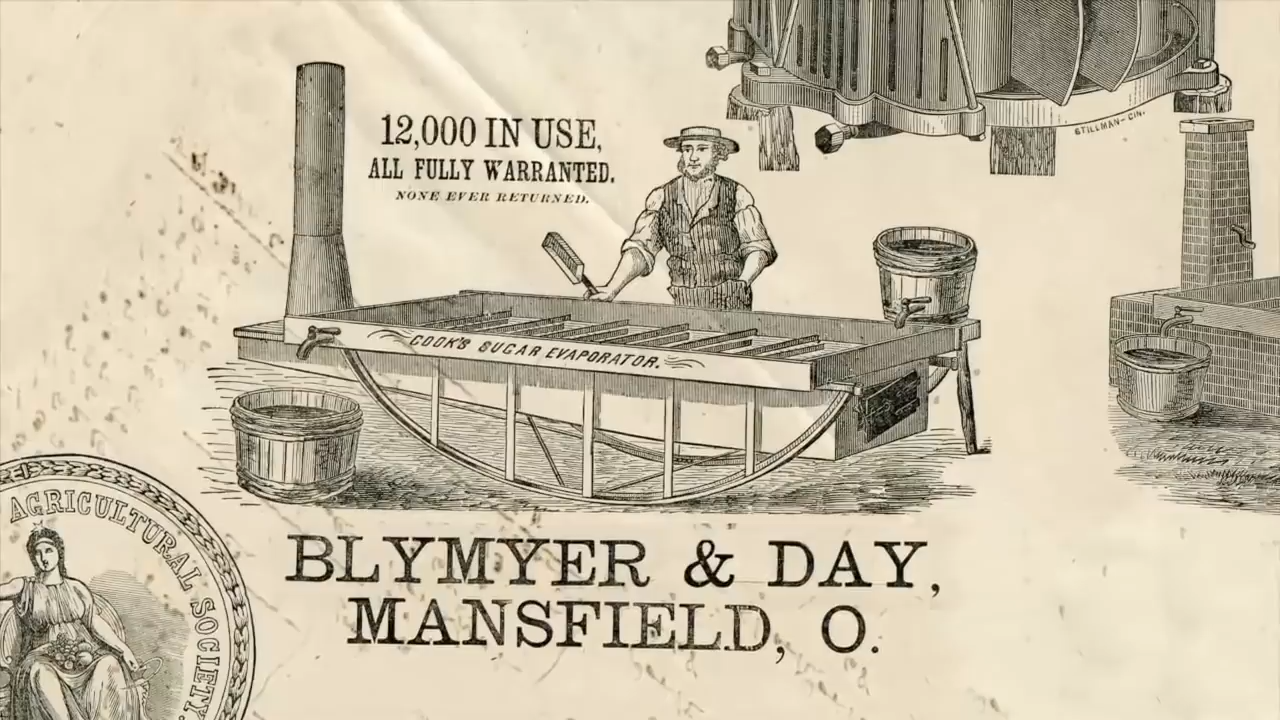 STILLMAN-CIN.
12,000 IN USE,
ALL FULLY WARRANTED.
NONE EVER RETURNED.
COOK'S SUGAR EVAPORATOR.
AGRICULTURAL SOCIETY.
BLYMYER & DAY,
MANSFIELD, O.